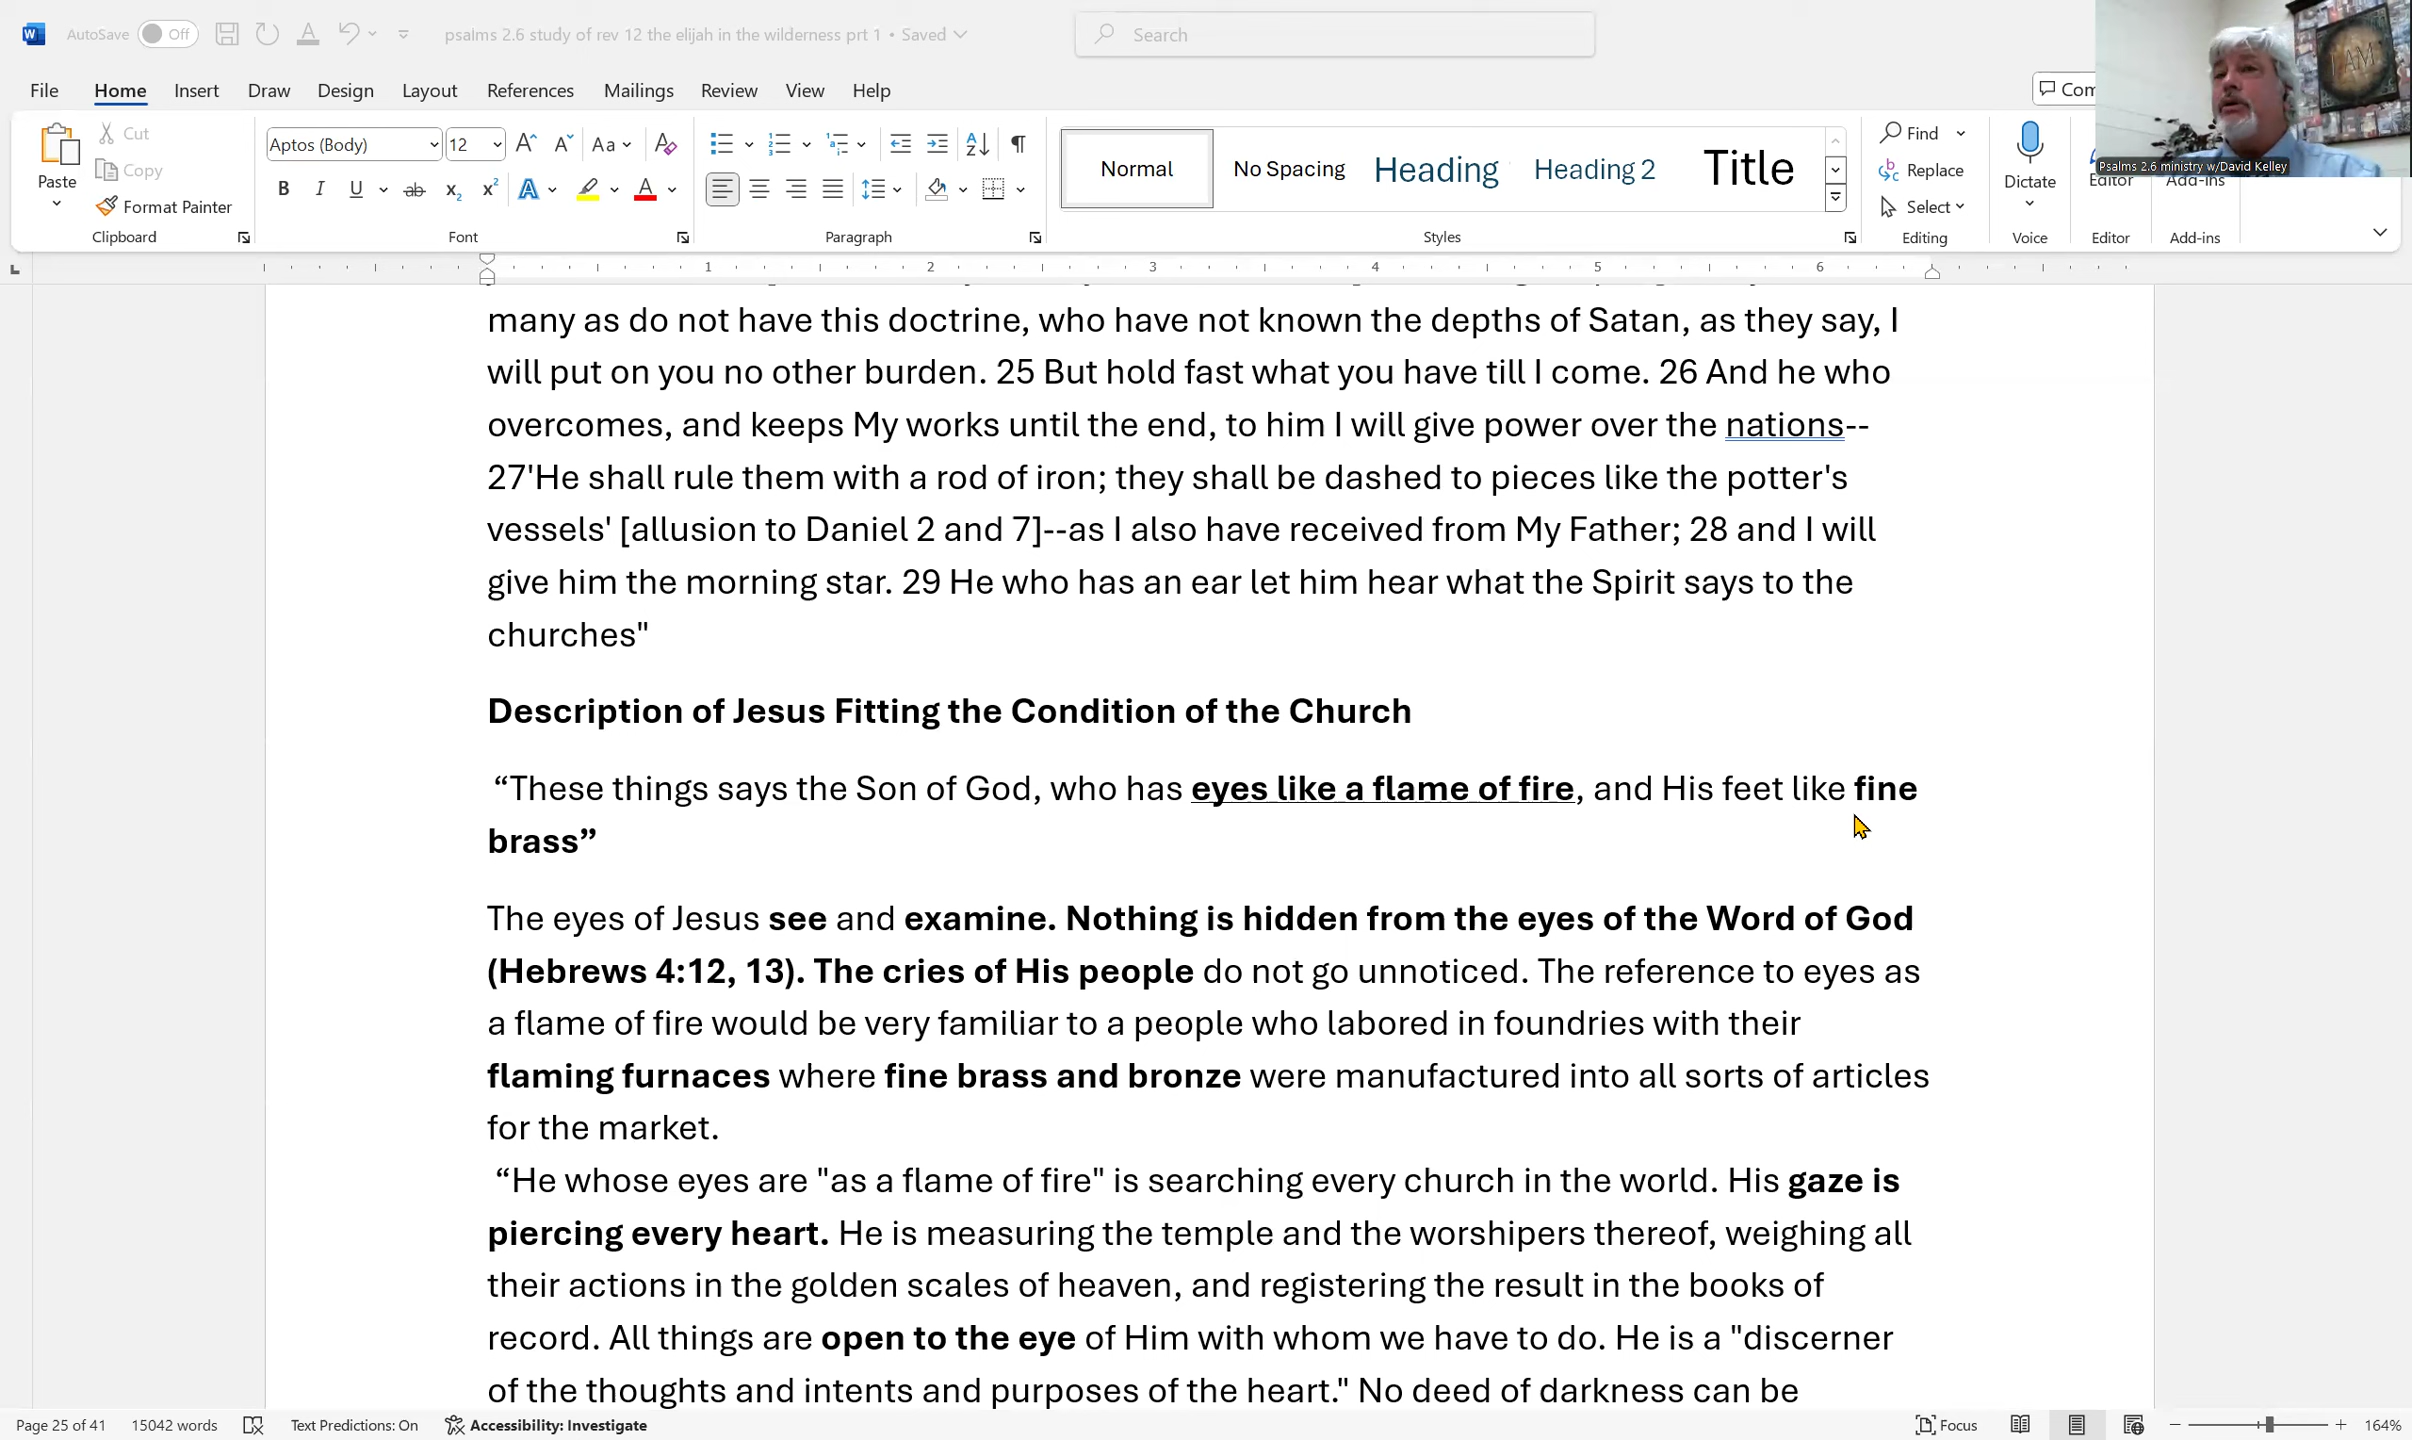 AutoSave Off psalms 2.6 study of rev 12 the elijah in the wilderness prt 1 • Saved Search
File Home Insert Draw Design Layout References Mailings Review View Help Com
Paste Cut Copy Format Painter Clipboard
Aptos (Body) 12 Font
Paragraph
Normal No Spacing Heading Heading 2 Title Styles
Find Replace Select Editing
Dictate Voice
Editor Editor
Add-ins Add-ins
Psalms 2.6 ministry w/David Kelley
I AM
1 2 3 4 5 6
many as do not have this doctrine, who have not known the depths of Satan, as they say, I
will put on you no other burden. 25 But hold fast what you have till I come. 26 And he who
overcomes, and keeps My works until the end, to him I will give power over the nations--
27'He shall rule them with a rod of iron; they shall be dashed to pieces like the potter's
vessels' [allusion to Daniel 2 and 7]--as I also have received from My Father; 28 and I will
give him the morning star. 29 He who has an ear let him hear what the Spirit says to the
churches"
Description of Jesus Fitting the Condition of the Church
“These things says the Son of God, who has eyes like a flame of fire, and His feet like fine
brass”
The eyes of Jesus see and examine. Nothing is hidden from the eyes of the Word of God
(Hebrews 4:12, 13). The cries of His people do not go unnoticed. The reference to eyes as
a flame of fire would be very familiar to a people who labored in foundries with their
flaming furnaces where fine brass and bronze were manufactured into all sorts of articles
for the market.
“He whose eyes are "as a flame of fire" is searching every church in the world. His gaze is
piercing every heart. He is measuring the temple and the worshipers thereof, weighing all
their actions in the golden scales of heaven, and registering the result in the books of
record. All things are open to the eye of Him with whom we have to do. He is a "discerner
of the thoughts and intents and purposes of the heart." No deed of darkness can be
Page 25 of 41 15042 words Text Predictions: On Accessibility: Investigate Focus 164%